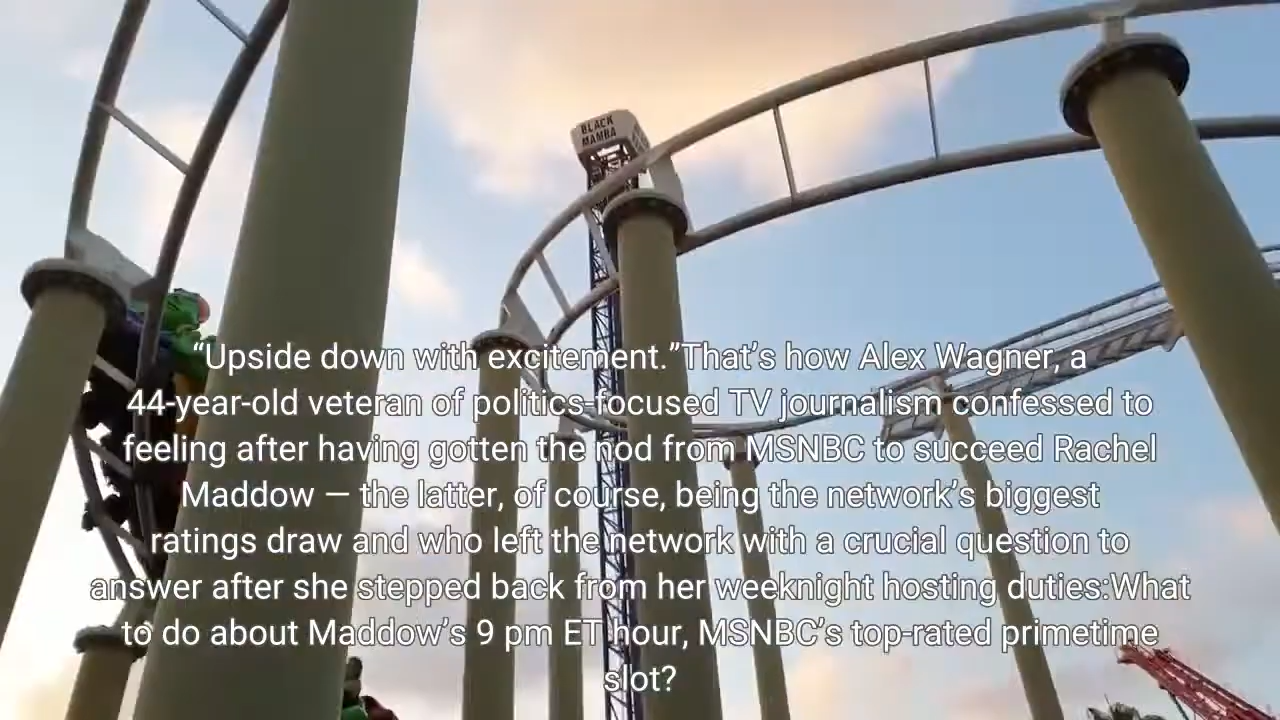 BLACK
MAMBA
“Upside down with excitement.”That’s how Alex Wagner, a
44-year-old veteran of politics-focused TV journalism confessed to
feeling after having gotten the nod from MSNBC to succeed Rachel
Maddow — the latter, of course, being the network’s biggest
ratings draw and who left the network with a crucial question to
answer after she stepped back from her weeknight hosting duties:What
to do about Maddow’s 9 pm ET hour, MSNBC’s top-rated primetime
slot?